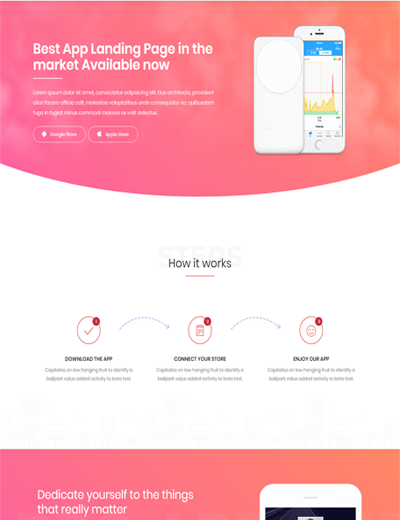 Best App Landing Page in the
market Available now
Lorem ipsum dolor sit amet, consectetur adipisicing elit. Duo architecto, provident
alias facere officia odit, molestiae voluptatibus unde consequatur ea, quibusdam
fuga in fugiat minus commodi maiores ex velit delectus.
Google Store
Apple Store
STEPS
How it works
1
2
3
DOWNLOAD THE APP
CONNECT YOUR STORE
ENJOY OUR APP
Capitalise on low hanging fruit to identify a
ballpark value added activity to beta test.
Capitalise on low hanging fruit to identify a
ballpark value added activity to beta test.
Capitalise on low hanging fruit to identify a
ballpark value added activity to beta test.
Dedicate yourself to the things
that really matter